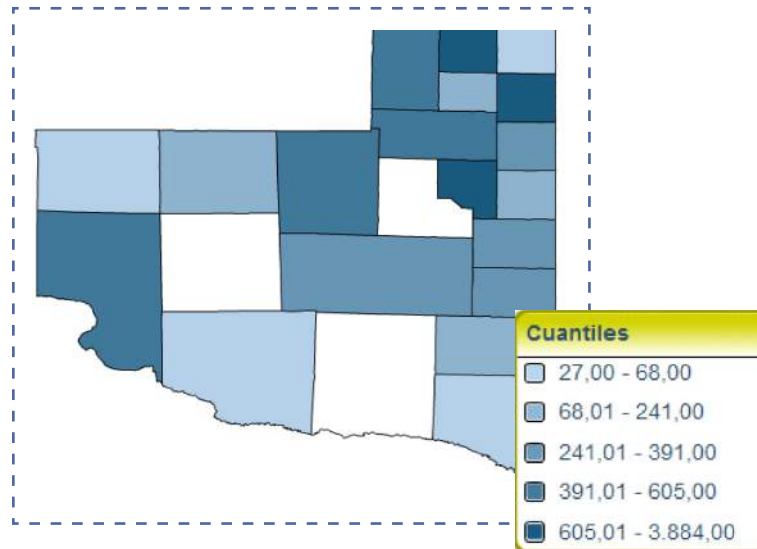 Cuantiles
27,00 - 68,00
68,01 - 241,00
241,01 - 391,00
391,01 - 605,00
605,01 - 3.884,00